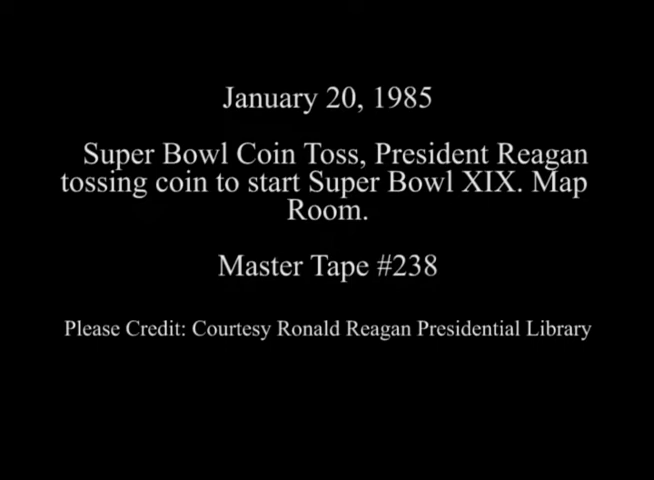 January 20, 1985
Super Bowl Coin Toss, President Reagan
tossing coin to start Super Bowl XIX. Map
Room.
Master Tape #238
Please Credit: Courtesy Ronald Reagan Presidential Library